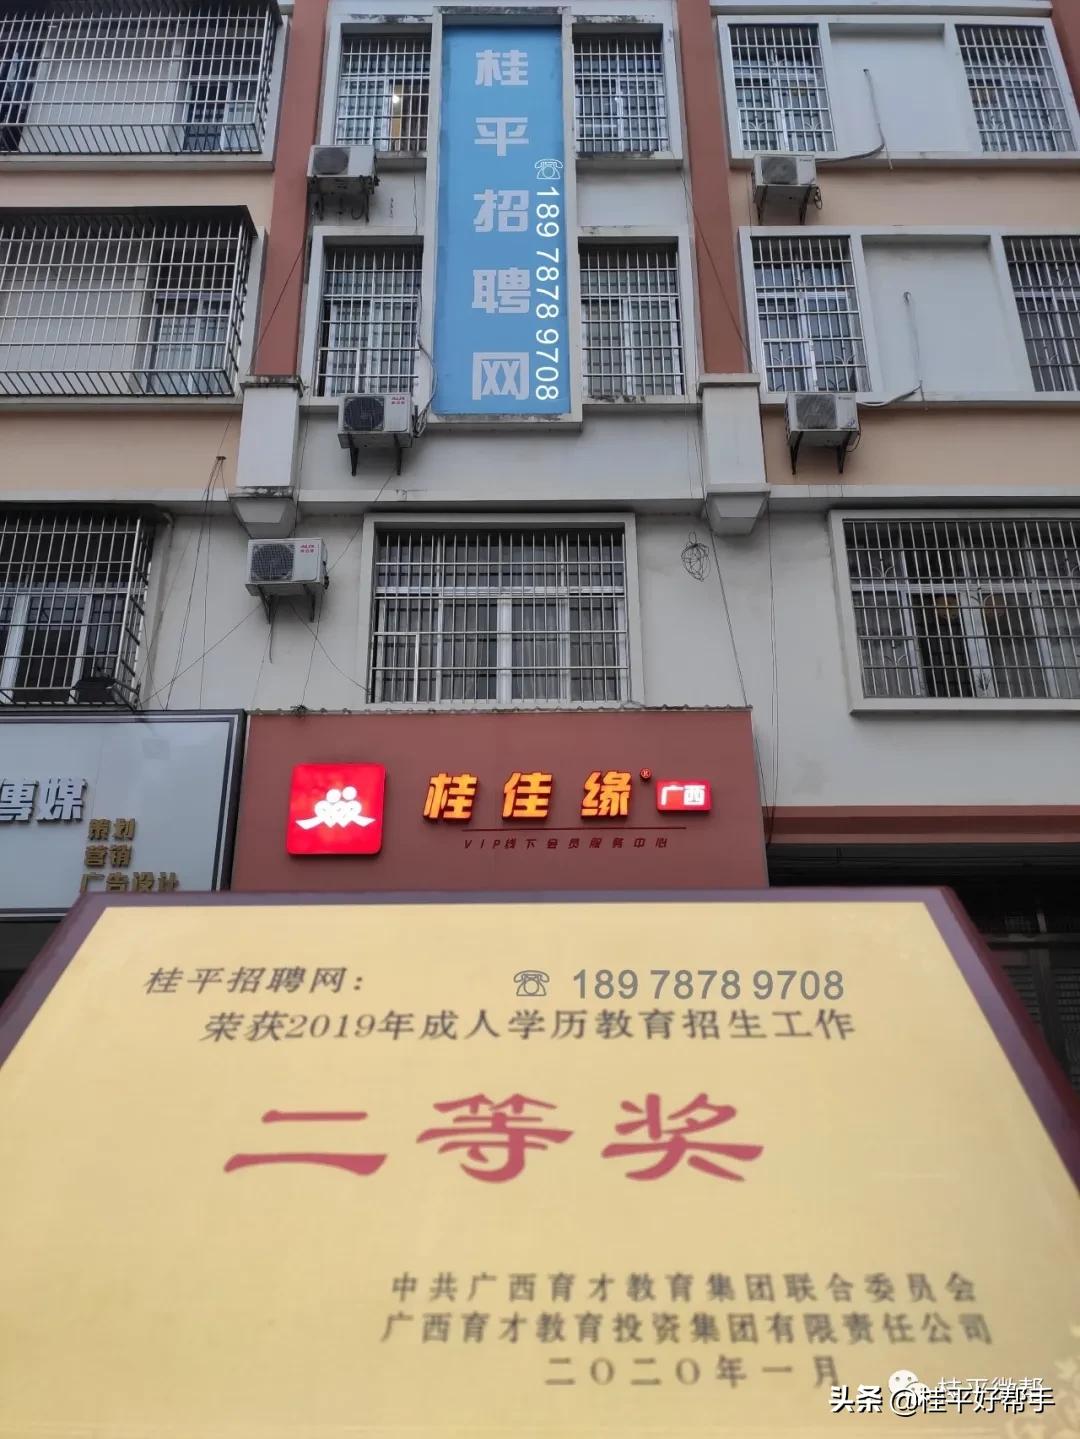 桂平招聘网
☏189 7878 9708
桂佳缘®
广西
VIP线下会员服务中心
傳媒
策划
营销
广告设计
桂平招聘网：
☏ 189 7878 9708
荣获2019年成人学历教育招生工作
二等奖
中共广西育才教育集团联合委员会
广西育才教育投资集团有限责任公司
二〇二〇年一月
桂平微帮
头条 @桂平好帮手